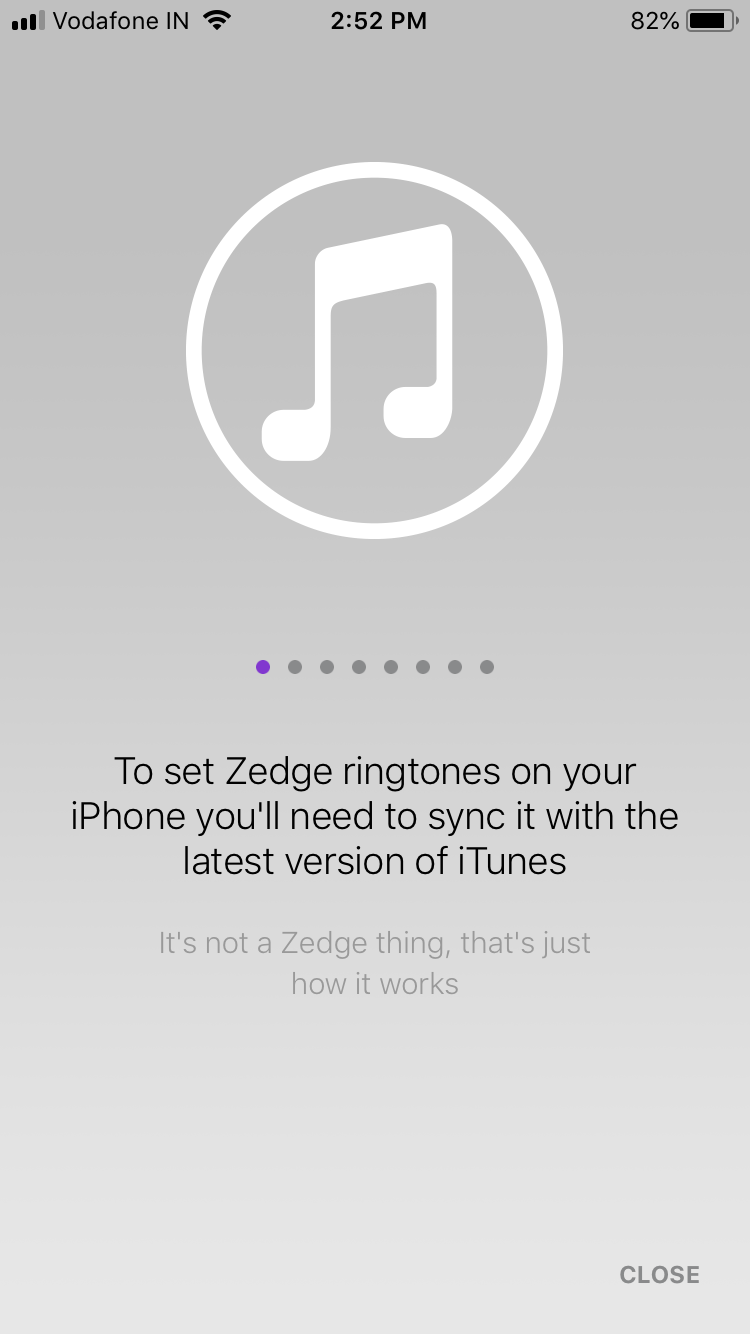 Vodafone IN 2:52 PM 82%
To set Zedge ringtones on your
iPhone you'll need to sync it with the
latest version of iTunes
It's not a Zedge thing, that's just
how it works
CLOSE